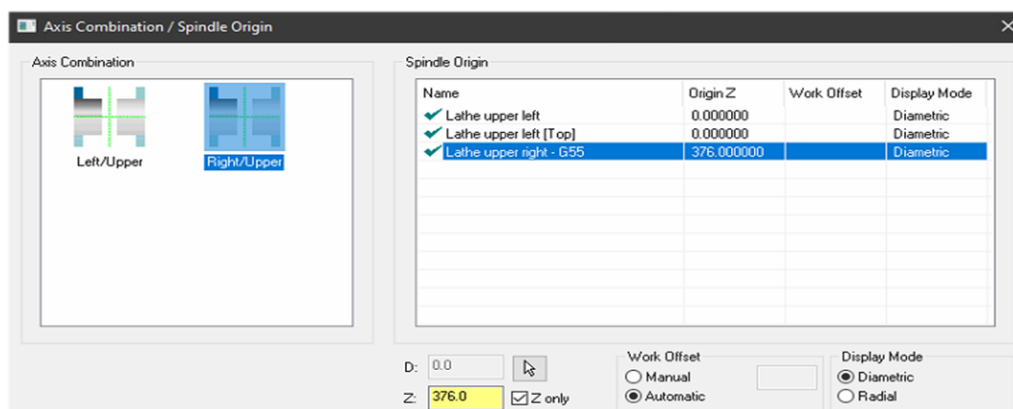 Axis Combination / Spindle Origin
Axis Combination
Left/Upper
Right/Upper
Spindle Origin
Name Origin Z Work Offset Display Mode
Lathe upper left 0.000000 Diametric
Lathe upper left [Top] 0.000000 Diametric
Lathe upper right - G55 376.000000 Diametric
D: 0.0
Z: 376.0 Z only
Work Offset
Manual
Automatic
Display Mode
Diametric
Radial